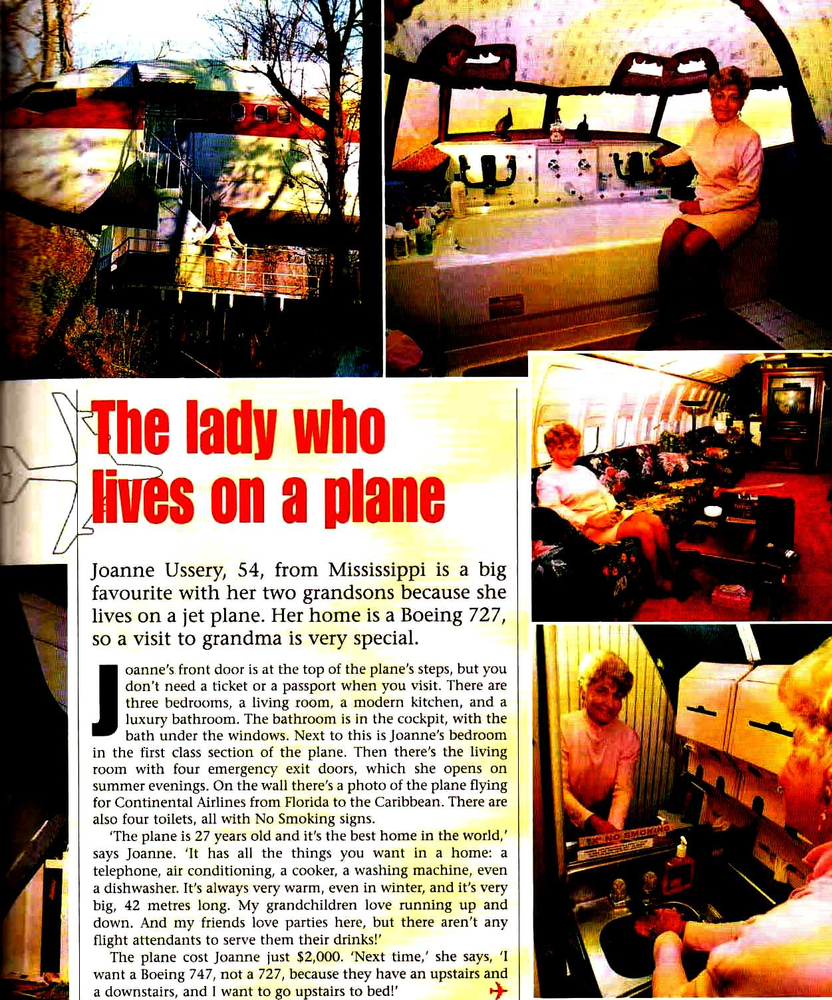 The lady who
lives on a plane
Joanne Ussery, 54, from Mississippi is a big
favourite with her two grandsons because she
lives on a jet plane. Her home is a Boeing 727,
so a visit to grandma is very special.
Joanne's front door is at the top of the plane's steps, but you
don't need a ticket or a passport when you visit. There are
three bedrooms, a living room, a modern kitchen, and a
luxury bathroom. The bathroom is in the cockpit, with the
bath under the windows. Next to this is Joanne's bedroom
in the first class section of the plane. Then there's the living
room with four emergency exit doors, which she opens on
summer evenings. On the wall there's a photo of the plane flying
for Continental Airlines from Florida to the Caribbean. There are
also four toilets, all with No Smoking signs.
'The plane is 27 years old and it's the best home in the world,'
says Joanne. 'It has all the things you want in a home: a
telephone, air conditioning, a cooker, a washing machine, even
a dishwasher. It's always very warm, even in winter, and it's very
big, 42 metres long. My grandchildren love running up and
down. And my friends love parties here, but there aren't any
flight attendants to serve them their drinks!'
The plane cost Joanne just $2,000. 'Next time,' she says, 'I
want a Boeing 747, not a 727, because they have an upstairs and
a downstairs, and I want to go upstairs to bed!'
NO SMOKING